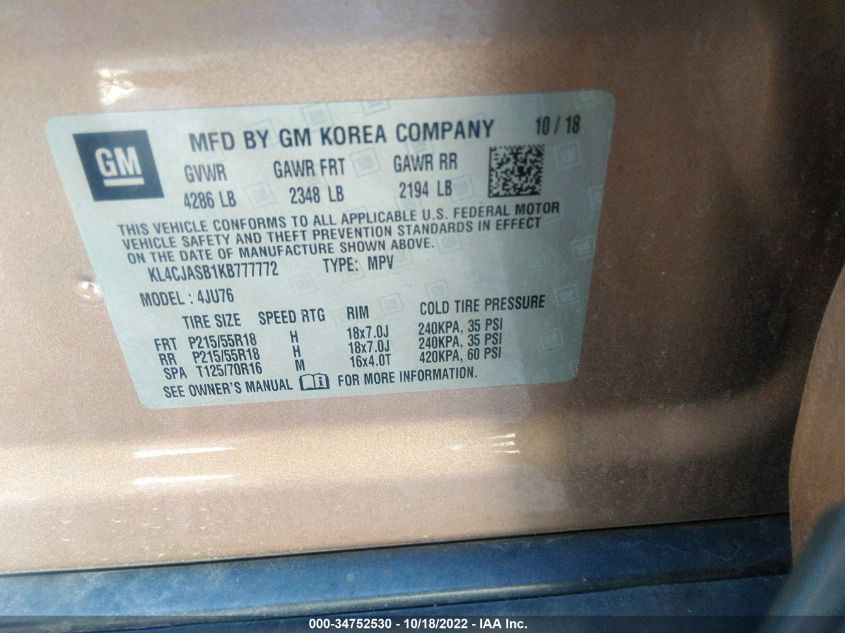 GM
MFD BY GM KOREA COMPANY 10 / 18
GVWR GAWR FRT GAWR RR
4286 LB 2348 LB 2194 LB
THIS VEHICLE CONFORMS TO ALL APPLICABLE U.S. FEDERAL MOTOR
VEHICLE SAFETY AND THEFT PREVENTION STANDARDS IN EFFECT
ON THE DATE OF MANUFACTURE SHOWN ABOVE.
KL4CJASB1KB777772 TYPE: MPV
MODEL : 4JU76
TIRE SIZE SPEED RTG RIM COLD TIRE PRESSURE
FRT P215/55R18 H 18x7.0J 240KPA, 35 PSI
RR P215/55R18 H 18x7.0J 240KPA, 35 PSI
SPA T125/70R16 M 16x4.0T 420KPA, 60 PSI
SEE OWNER'S MANUAL FOR MORE INFORMATION.
000-34752530 - 10/18/2022 - IAA Inc.